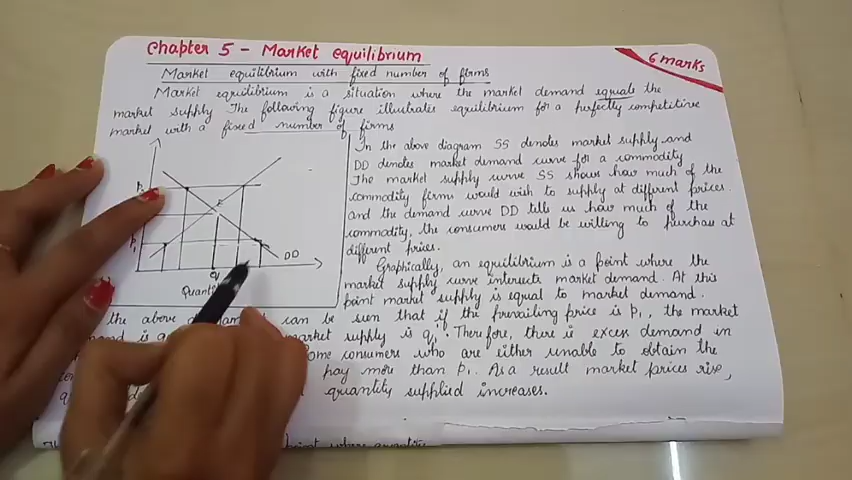 Chapter 5 - Market equilibrium
6 marks
Market equilibrium with fixed number of firms
Market equilibrium is a situation where the market demand equals the
market supply The following figure illustrates equilibrium for a perfectly competitive
market with a fixed number of firms
E
DD
q
In the above diagram SS denotes market supply and
DD denotes market demand curve for a commodity
The market supply curve SS shows how much of the
commodity firms would wish to supply at different prices.
and the demand curve DD tells us how much of the
commodity, the consumers would be willing to purchase at
different prices.
Graphically, an equilibrium is a point where the
market supply curve intersects market demand. At this
point market supply is equal to market demand.
the above can be seen that if the prevailing price is p₁, the market
is market supply is q₁'. Therefore, there is excess demand in
Some consumers who are either unable to obtain the
pay more than p₁. As a result market prices rise,
quantity supplied increases.
point where quantity